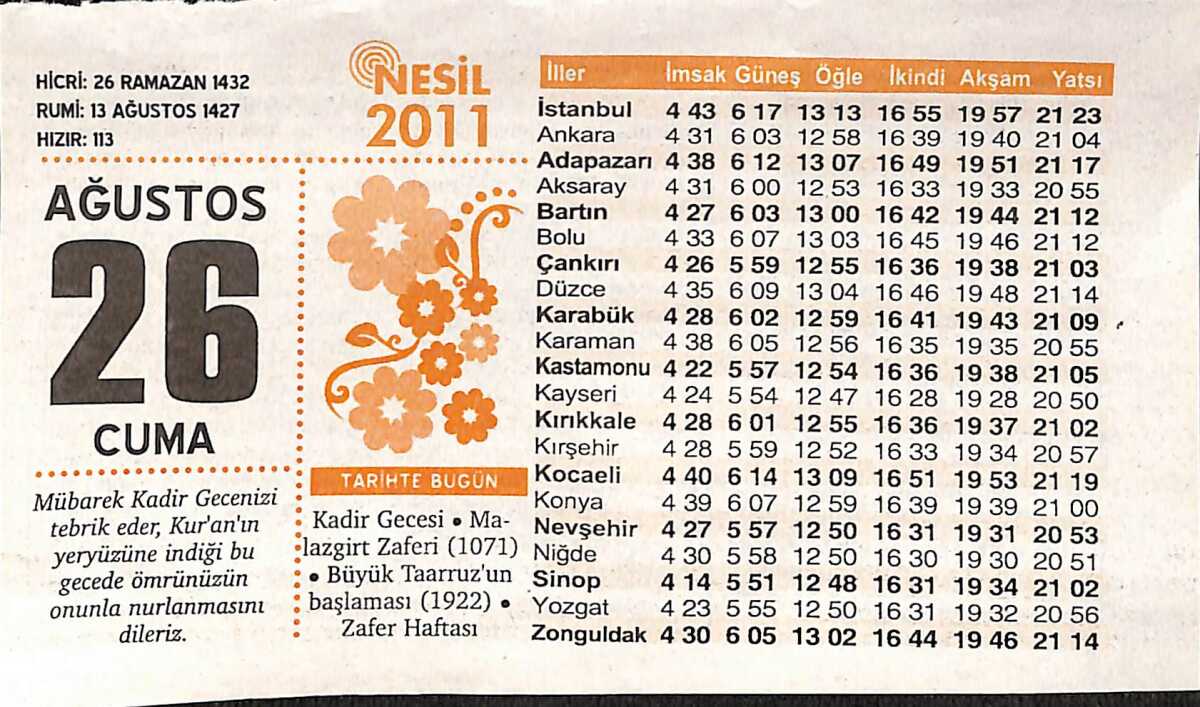 HİCRİ: 26 RAMAZAN 1432
RUMİ: 13 AĞUSTOS 1427
HIZIR: 113
NESİL
2011
AĞUSTOS
26
CUMA
Mübarek Kadir Gecenizi
tebrik eder, Kur'an'ın
yeryüzüne indiği bu
gecede ömrünüzün
onunla nurlanmasını
dileriz.
TARİHTE BUGÜN
Kadir Gecesi • Ma-
lazgirt Zaferi (1071)
• Büyük Taarruz'un
başlaması (1922) •
Zafer Haftası
İller İmsak Güneş Öğle İkindi Akşam Yatsı
İstanbul 4 43 6 17 13 13 16 55 19 57 21 23
Ankara 4 31 6 03 12 58 16 39 19 40 21 04
Adapazarı 4 38 6 12 13 07 16 49 19 51 21 17
Aksaray 4 31 6 00 12 53 16 33 19 33 20 55
Bartın 4 27 6 03 13 00 16 42 19 44 21 12
Bolu 4 33 6 07 13 03 16 45 19 46 21 12
Çankırı 4 26 5 59 12 55 16 36 19 38 21 03
Düzce 4 35 6 09 13 04 16 46 19 48 21 14
Karabük 4 28 6 02 12 59 16 41 19 43 21 09
Karaman 4 38 6 05 12 56 16 35 19 35 20 55
Kastamonu 4 22 5 57 12 54 16 36 19 38 21 05
Kayseri 4 24 5 54 12 47 16 28 19 28 20 50
Kırıkkale 4 28 6 01 12 55 16 36 19 37 21 02
Kırşehir 4 28 5 59 12 52 16 33 19 34 20 57
Kocaeli 4 40 6 14 13 09 16 51 19 53 21 19
Konya 4 39 6 07 12 59 16 39 19 39 21 00
Nevşehir 4 27 5 57 12 50 16 31 19 31 20 53
Niğde 4 30 5 58 12 50 16 30 19 30 20 51
Sinop 4 14 5 51 12 48 16 31 19 34 21 02
Yozgat 4 23 5 55 12 50 16 31 19 32 20 56
Zonguldak 4 30 6 05 13 02 16 44 19 46 21 14